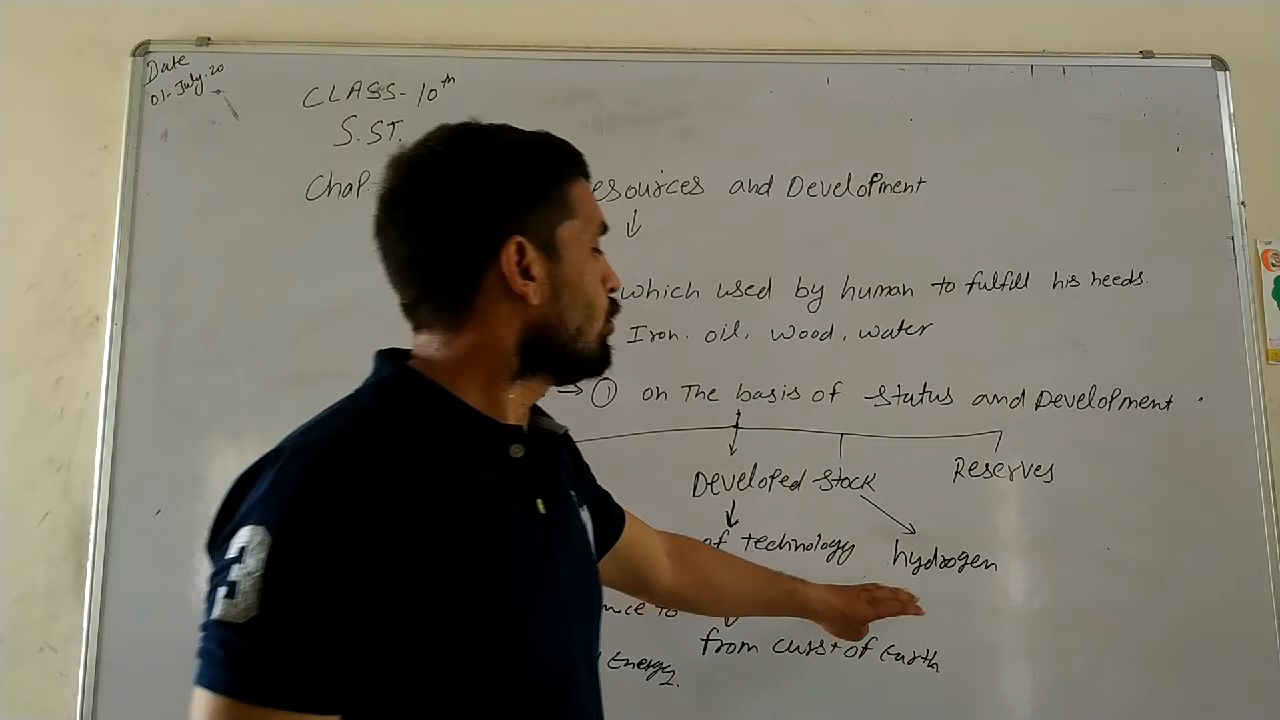 Date
01-July-20
CLASS-10th
S.ST.
Chap
esources and Development
which used by human to fulfill his needs.
Iron. oil, wood, water
→ ① on The basis of status and Development
Developed stock Reserves
of technology hydrogen
nce to
from curst of Earth
Energy.
3